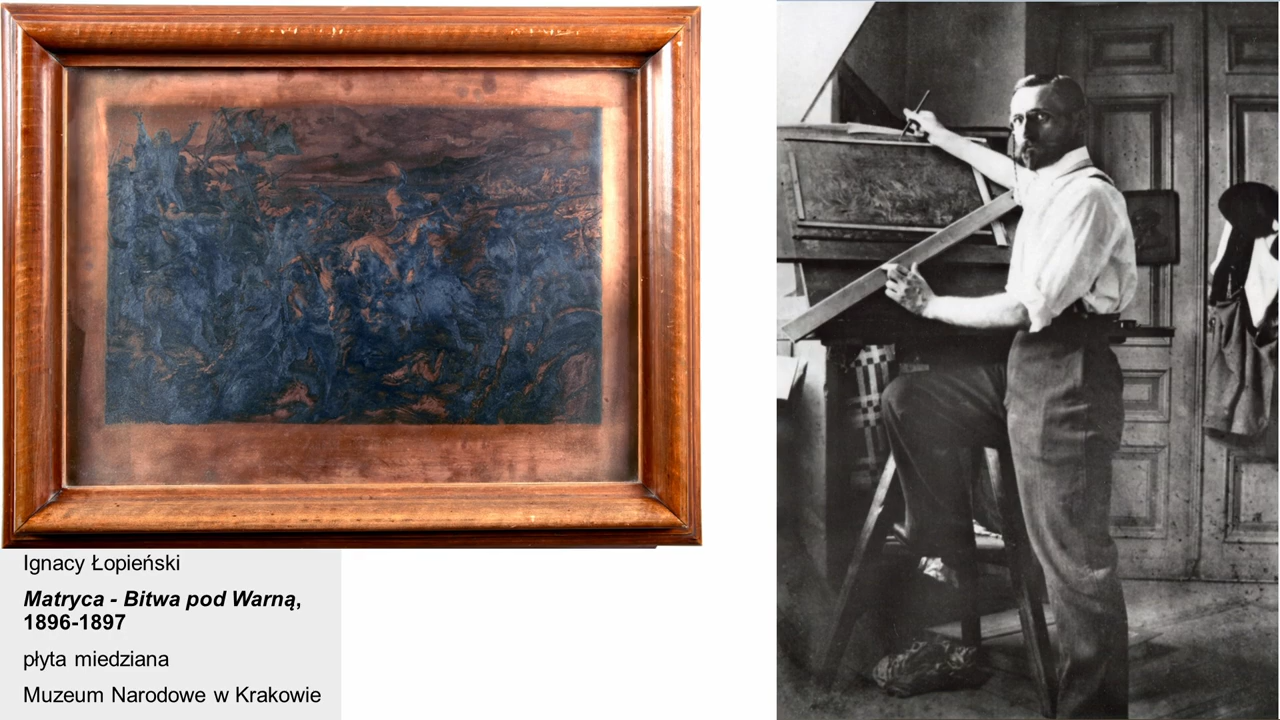 Ignacy Łopieński
Matryca - Bitwa pod Warną,
1896-1897
płyta miedziana
Muzeum Narodowe w Krakowie